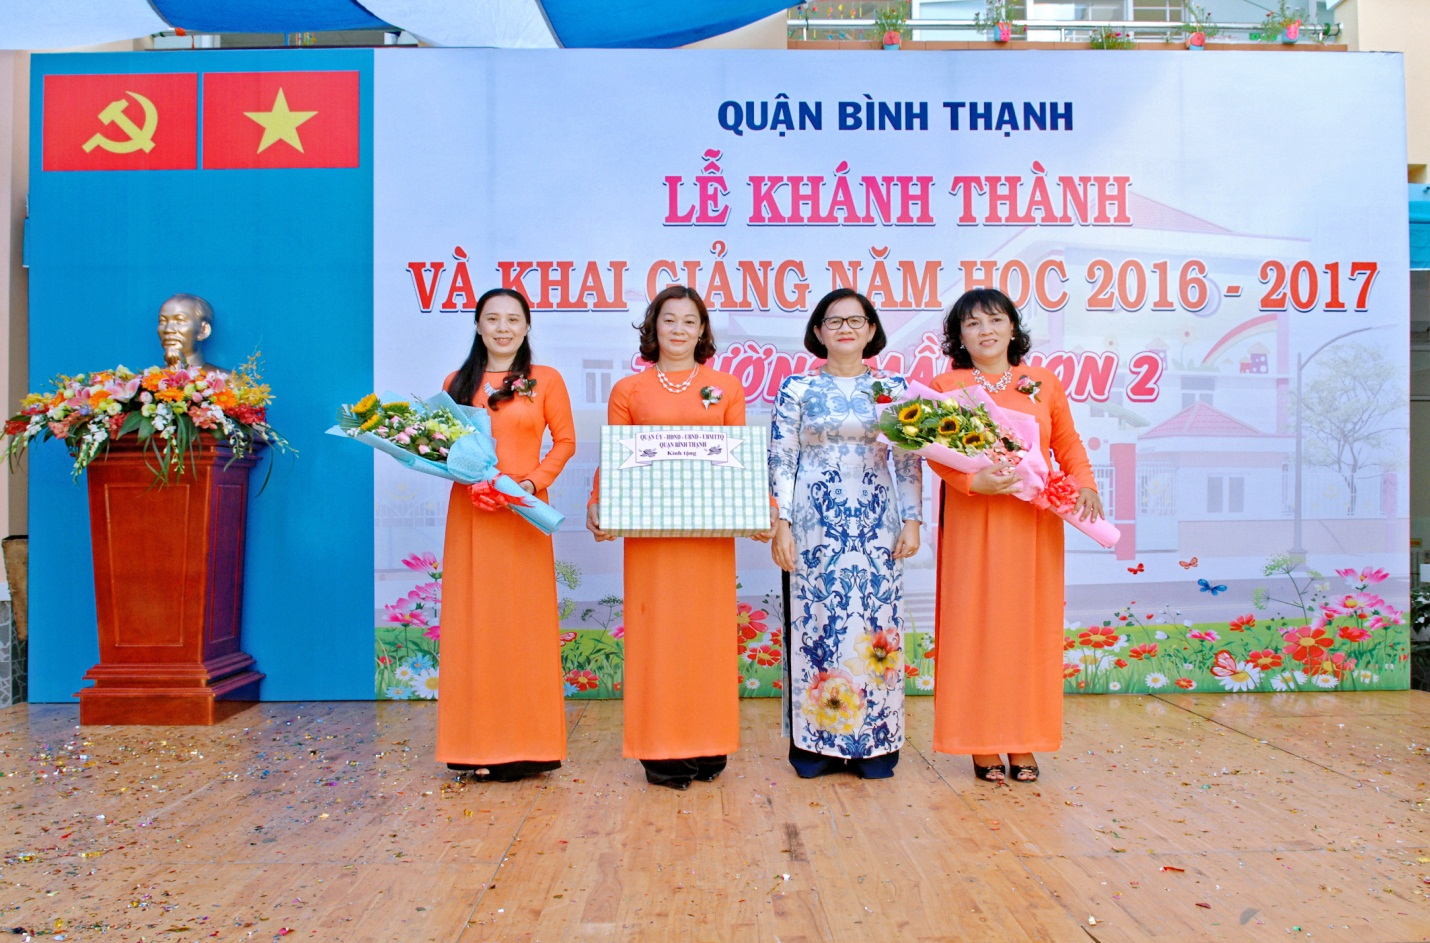 QUẬN BÌNH THẠNH
LỄ KHÁNH THÀNH
VÀ KHAI GIẢNG NĂM HỌC 2016 - 2017
2
QUẬN ỦY - HĐND - UBND - UBMTTQ
QUẬN BÌNH THẠNH
Kính tặng